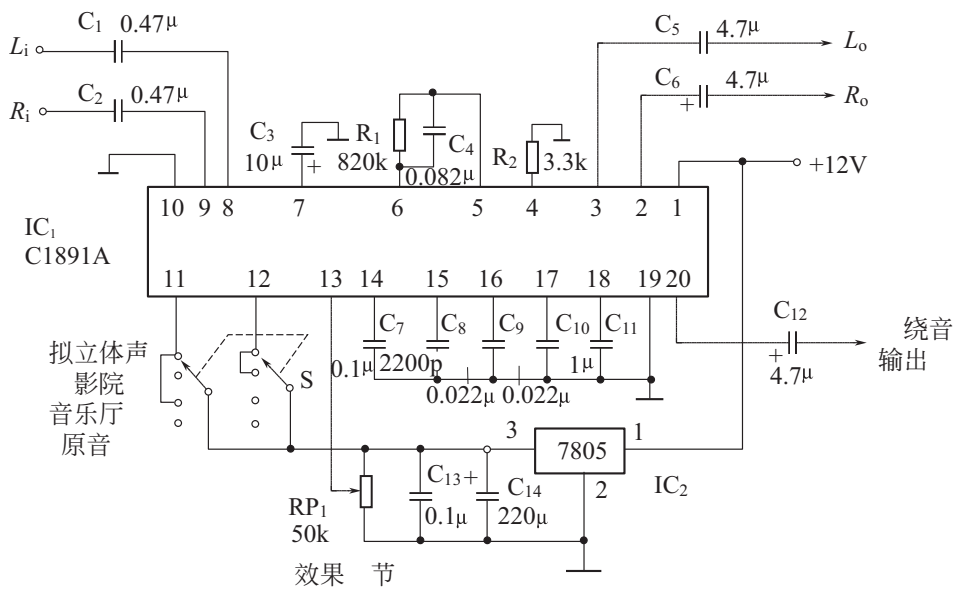 C₁ 0.47μ
Lᵢ
C₂ 0.47μ
Rᵢ
C₃
10μ +
R₁
820k
C₄
0.082μ
R₂ 3.3k
C₅ 4.7μ
Lₒ
C₆ 4.7μ
+
Rₒ
+12V
IC₁
C1891A
10 9 8 7 6 5 4 3 2 1
11 12 13 14 15 16 17 18 19 20
C₇ C₈ C₉ C₁₀ C₁₁
0.1μ 2200p 1μ
0.022μ 0.022μ
C₁₂
+
4.7μ
绕音
输出
拟立体声
影院
音乐厅
原音
S
3 7805 1
2
IC₂
RP₁
50k
C₁₃
0.1μ
+
C₁₄
220μ
效果 节